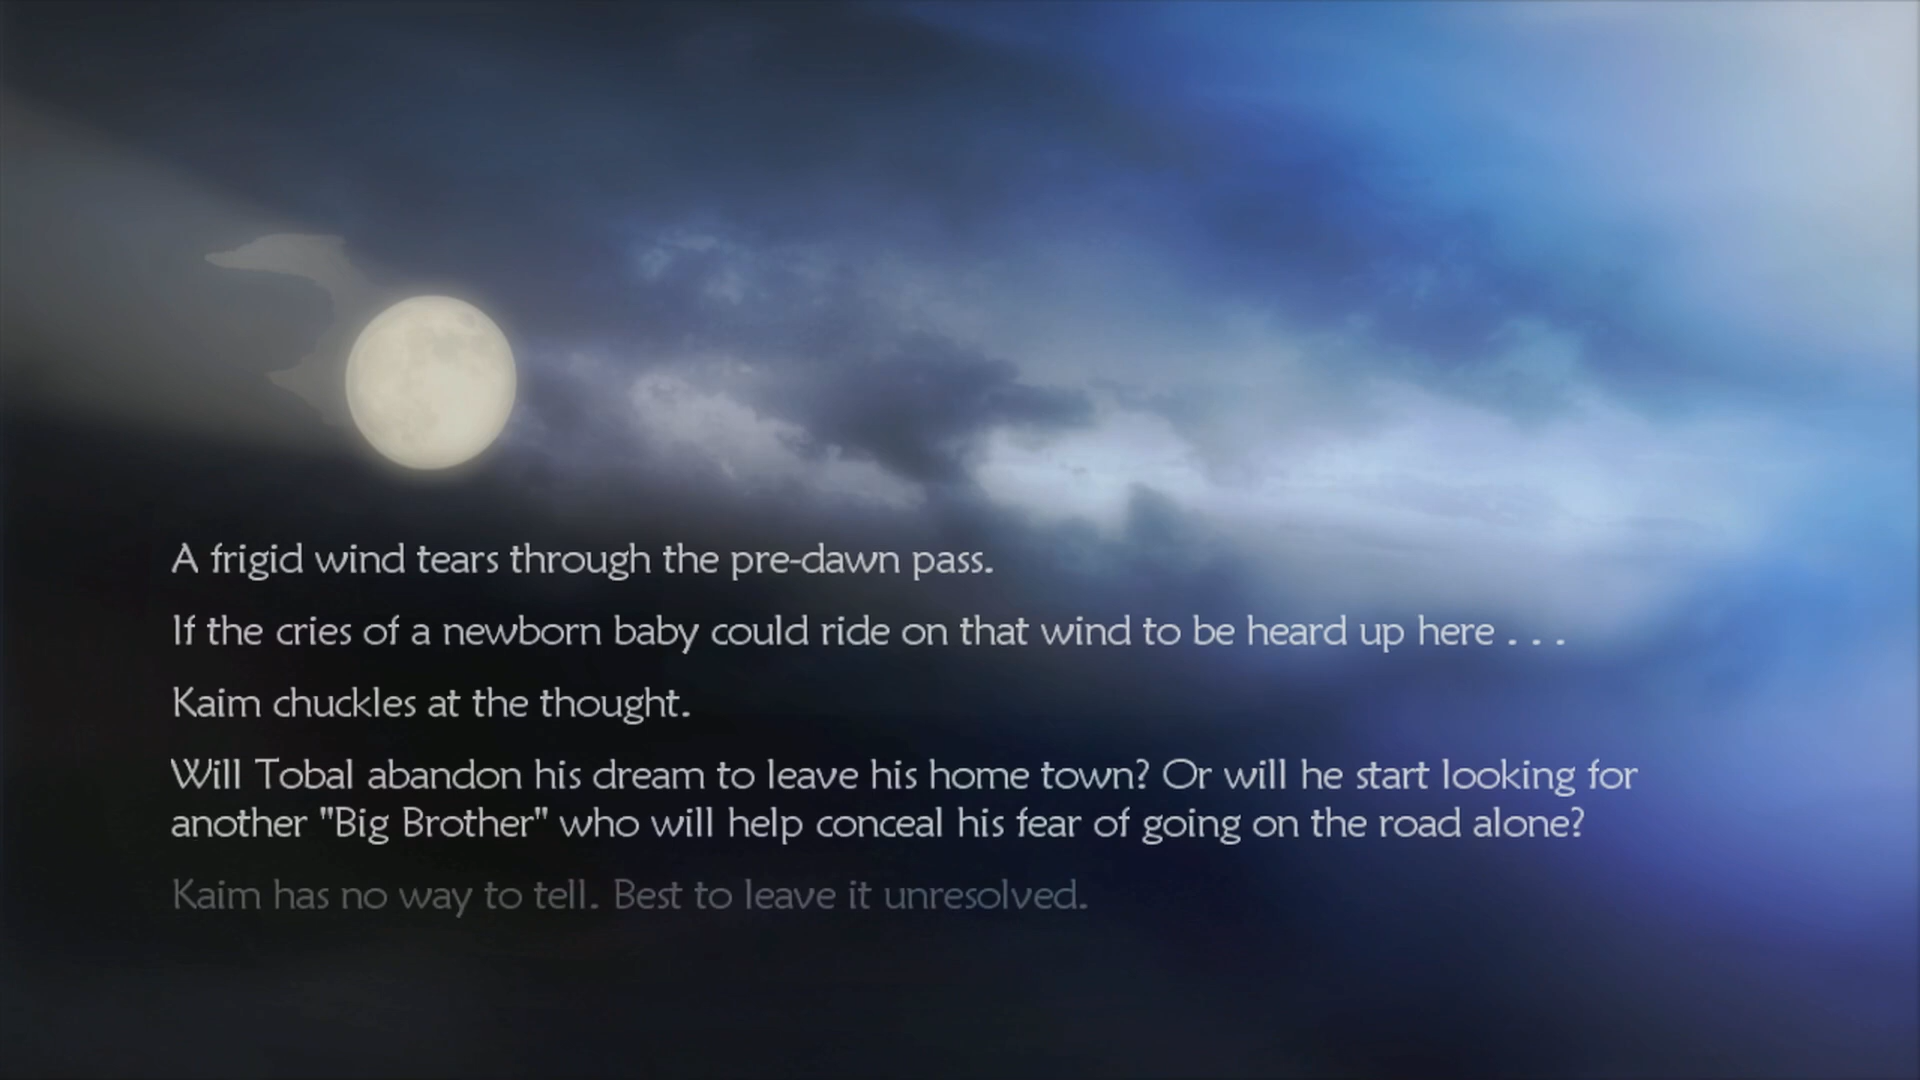 A frigid wind tears through the pre-dawn pass.
If the cries of a newborn baby could ride on that wind to be heard up here . . .
Kaim chuckles at the thought.
Will Tobal abandon his dream to leave his home town? Or will he start looking for
another "Big Brother" who will help conceal his fear of going on the road alone?
Kaim has no way to tell. Best to leave it unresolved.